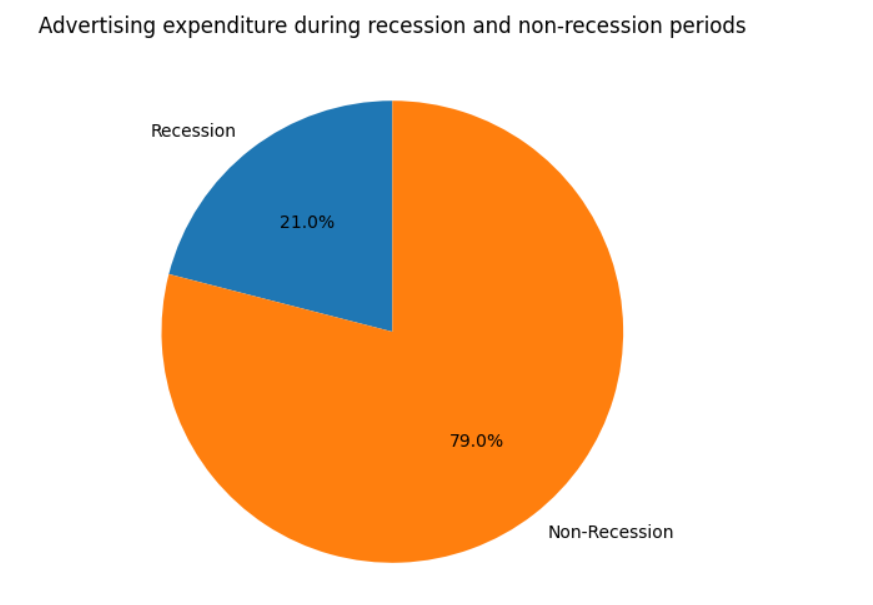 Advertising expenditure during recession and non-recession periods
Recession
21.0%
79.0%
Non-Recession